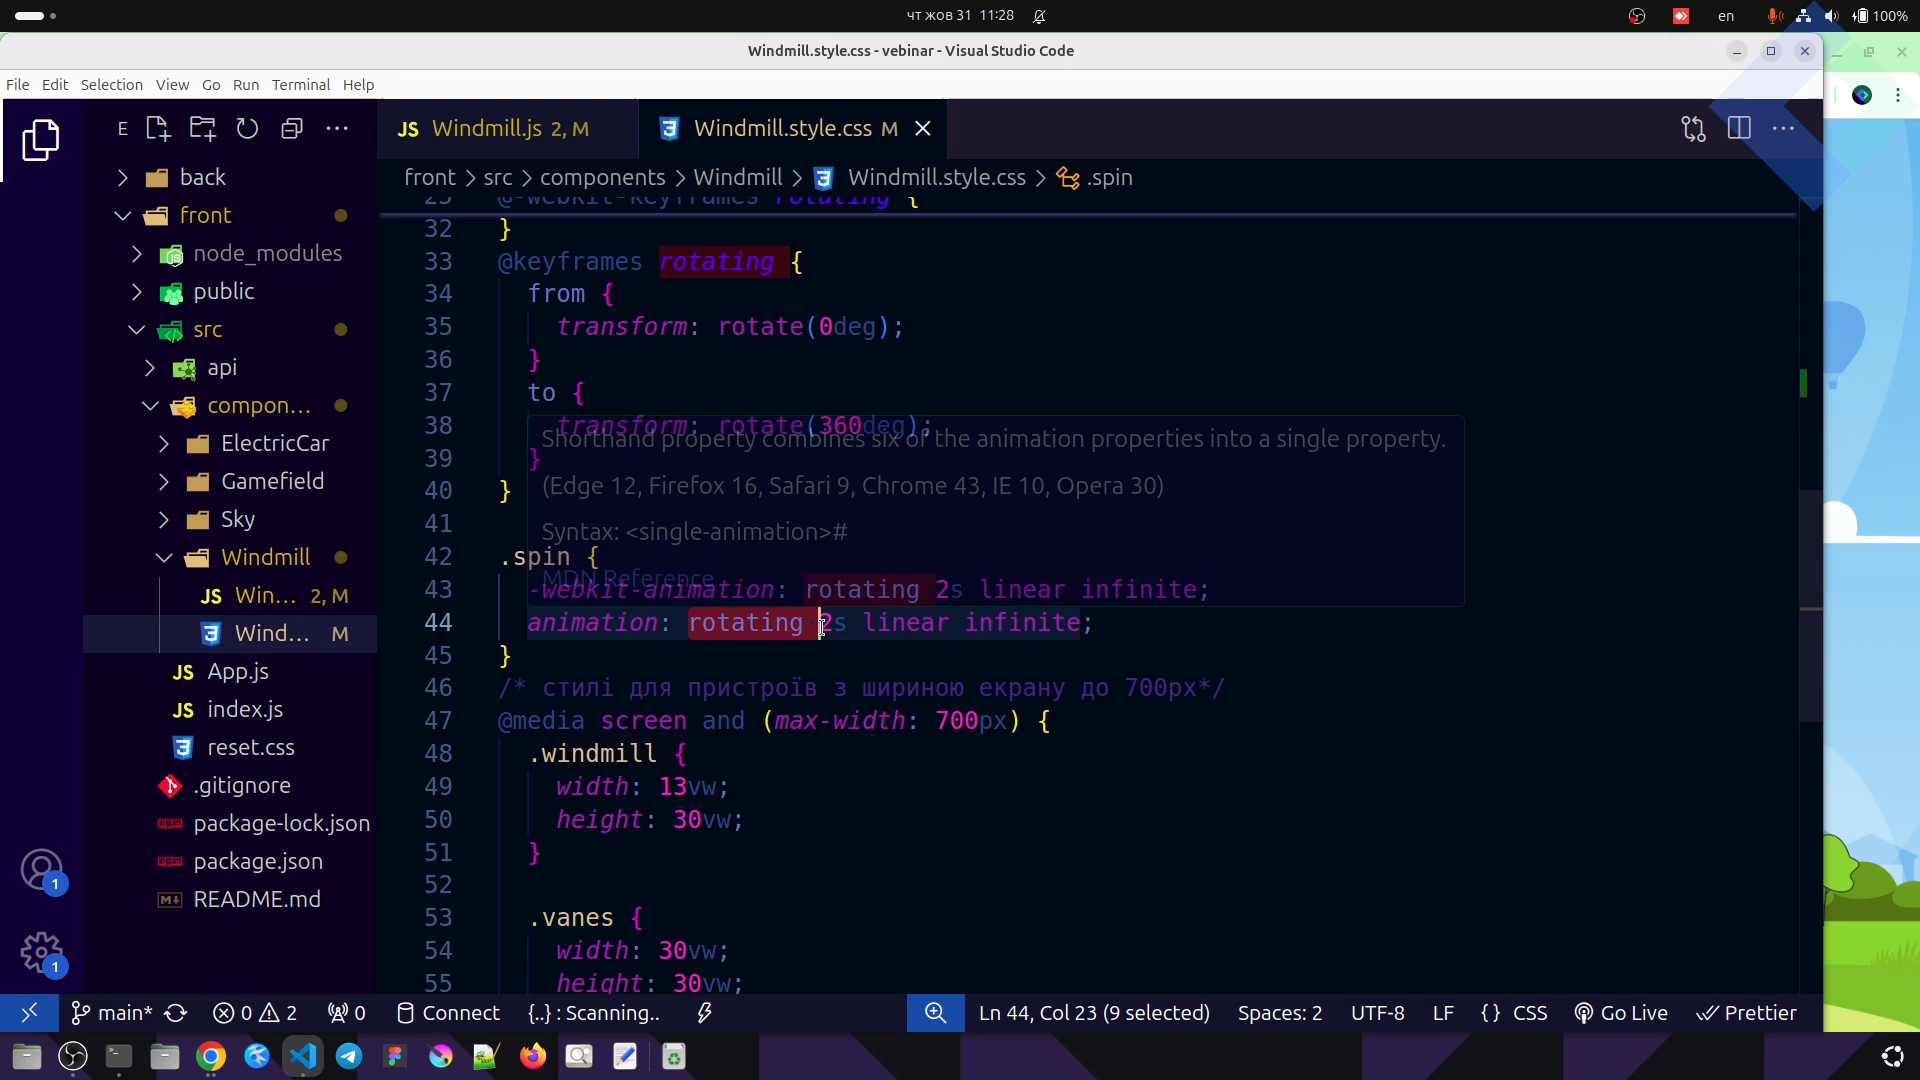 чт жов 31 11:28
en
100%
Windmill.style.css - vebinar - Visual Studio Code
File Edit Selection View Go Run Terminal Help
E
JS Windmill.js 2, M
Windmill.style.css M
front > src > components > Windmill > Windmill.style.css > .spin
back
front
node_modules
public
src
api
compon...
ElectricCar
Gamefield
Sky
Windmill
JS Win... 2, M
Wind... M
JS App.js
JS index.js
reset.css
.gitignore
package-lock.json
package.json
README.md
1
1
@-webkit-keyframes rotating {
32 }
33 @keyframes rotating {
34 from {
35 transform: rotate(0deg);
36 }
37 to {
38 transform: rotate(360deg);
39 }
40 }
41
42 .spin {
43 -webkit-animation: rotating 2s linear infinite;
44 animation: rotating 2s linear infinite;
45 }
46 /* стилі для пристроїв з шириною екрану до 700px*/
47 @media screen and (max-width: 700px) {
48 .windmill {
49 width: 13vw;
50 height: 30vw;
51 }
52
53 .vanes {
54 width: 30vw;
55 height: 30vw;
Shorthand property combines six of the animation properties into a single property.
(Edge 12, Firefox 16, Safari 9, Chrome 43, IE 10, Opera 30)
Syntax: <single-animation>#
MDN Reference
main* 0 2 0 Connect {..} : Scanning.. Ln 44, Col 23 (9 selected) Spaces: 2 UTF-8 LF {} CSS Go Live Prettier